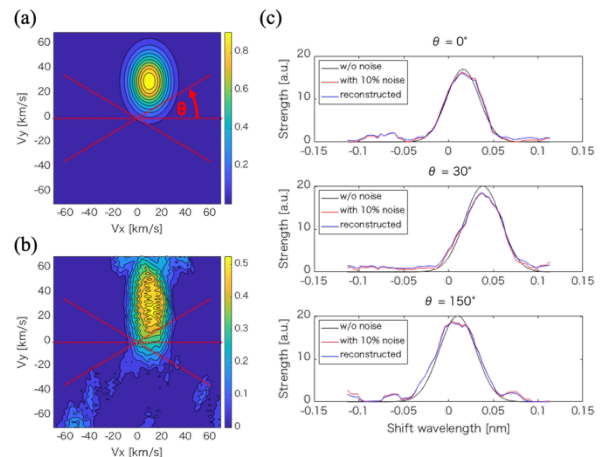 (a)
60
40
20
0
-20
-40
-60
Vy [km/s]
-60 -40 -20 0 20 40 60
Vx [km/s]
θ
0.8
0.6
0.4
0.2
(b)
60
40
20
0
-20
-40
-60
Vy [km/s]
-60 -40 -20 0 20 40 60
Vx [km/s]
0.5
0.4
0.3
0.2
0.1
0
(c)
θ = 0°
Strength [a.u.]
20
10
0
w/o noise
with 10% noise
reconstructed
-0.15 -0.1 -0.05 0 0.05 0.1 0.15
θ = 30°
Strength [a.u.]
20
10
0
w/o noise
with 10% noise
reconstructed
-0.15 -0.1 -0.05 0 0.05 0.1 0.15
θ = 150°
Strength [a.u.]
20
10
0
w/o noise
with 10% noise
reconstructed
-0.15 -0.1 -0.05 0 0.05 0.1 0.15
Shift wavelength [nm]